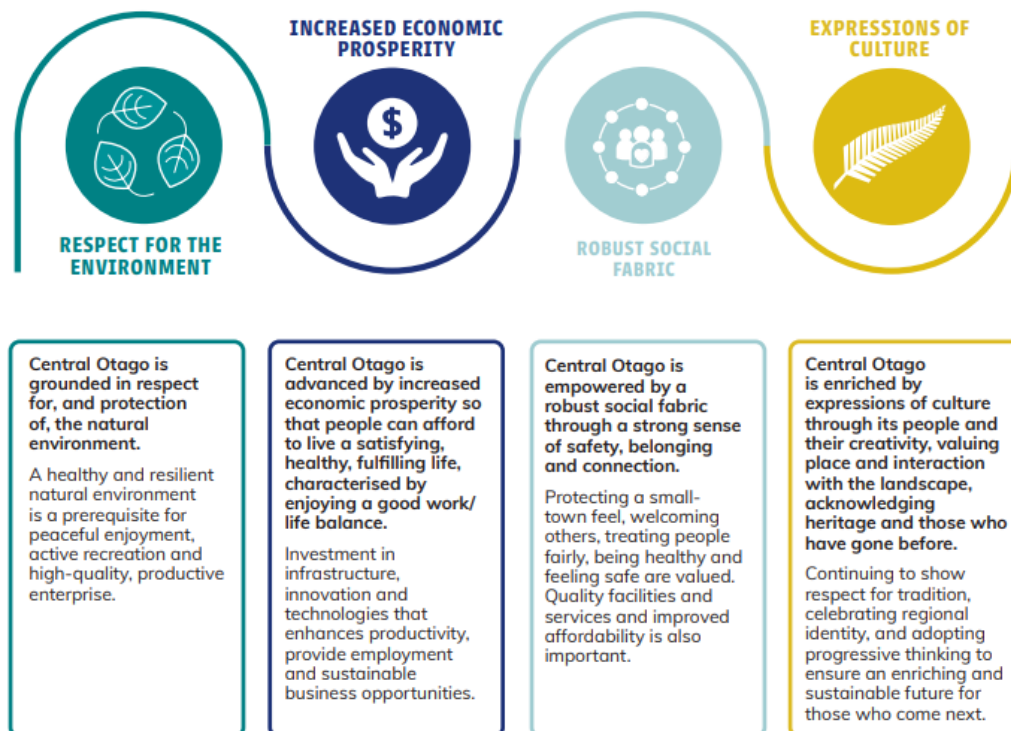 INCREASED ECONOMIC
PROSPERITY
EXPRESSIONS OF
CULTURE
$
RESPECT FOR THE
ENVIRONMENT
ROBUST SOCIAL
FABRIC
Central Otago is
grounded in respect
for, and protection
of, the natural
environment.
A healthy and resilient
natural environment
is a prerequisite for
peaceful enjoyment,
active recreation and
high-quality, productive
enterprise.
Central Otago is
advanced by increased
economic prosperity so
that people can afford
to live a satisfying,
healthy, fulfilling life,
characterised by
enjoying a good work/
life balance.
Investment in
infrastructure,
innovation and
technologies that
enhances productivity,
provide employment
and sustainable
business opportunities.
Central Otago is
empowered by a
robust social fabric
through a strong sense
of safety, belonging
and connection.
Protecting a small-
town feel, welcoming
others, treating people
fairly, being healthy and
feeling safe are valued.
Quality facilities and
services and improved
affordability is also
important.
Central Otago
is enriched by
expressions of culture
through its people and
their creativity, valuing
place and interaction
with the landscape,
acknowledging
heritage and those who
have gone before.
Continuing to show
respect for tradition,
celebrating regional
identity, and adopting
progressive thinking to
ensure an enriching and
sustainable future for
those who come next.